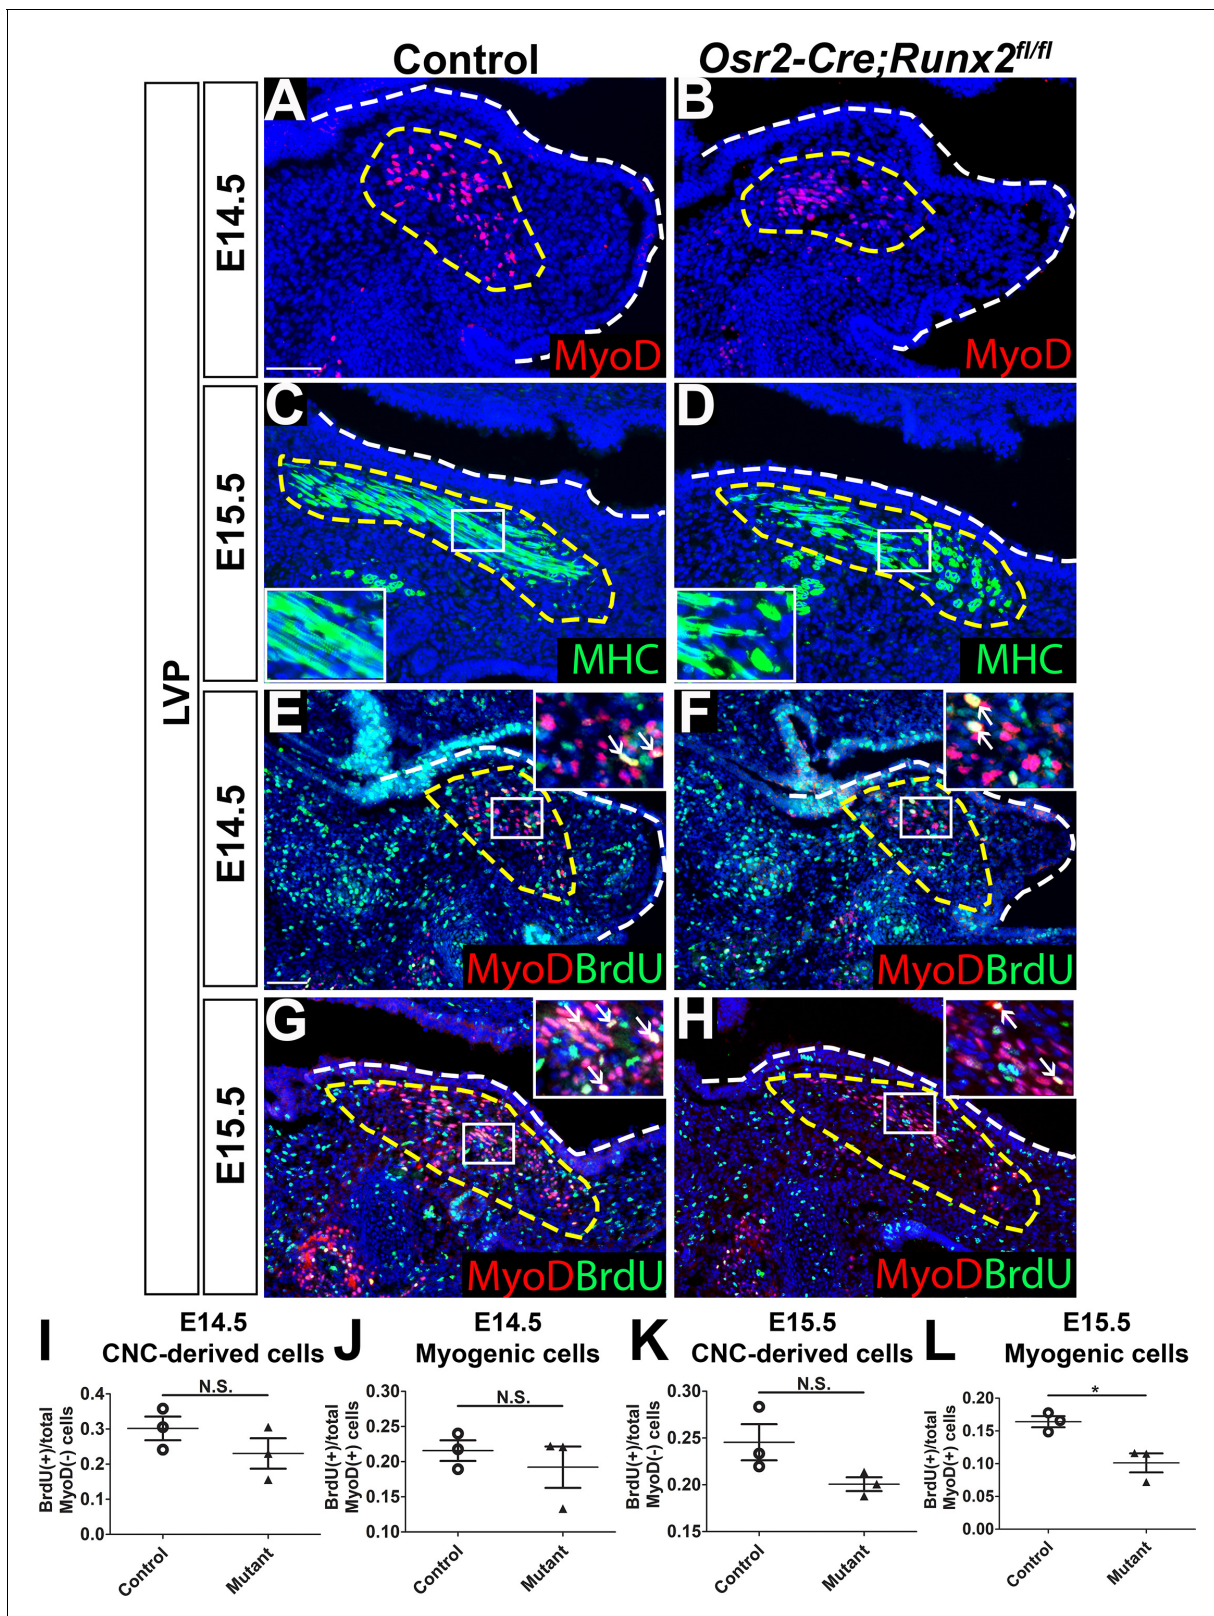 Control
Osr2-Cre;Runx2fl/fl
LVP
E14.5
A
MyoD
B
MyoD
E15.5
C
MHC
D
MHC
E14.5
E
MyoDBrdU
F
MyoDBrdU
E15.5
G
MyoDBrdU
H
MyoDBrdU
I
E14.5
CNC-derived cells
N.S.
BrdU(+)/total
MyoD(-) cells
0.4
0.3
0.2
0.1
0.0
Control
Mutant
J
E14.5
Myogenic cells
N.S.
BrdU(+)/total
MyoD(+) cells
0.30
0.25
0.20
0.15
0.10
Control
Mutant
K
E15.5
CNC-derived cells
N.S.
BrdU(+)/total
MyoD(-) cells
0.30
0.25
0.20
0.15
Control
Mutant
L
E15.5
Myogenic cells
*
BrdU(+)/total
MyoD(+) cells
0.20
0.15
0.10
0.05
0.00
Control
Mutant